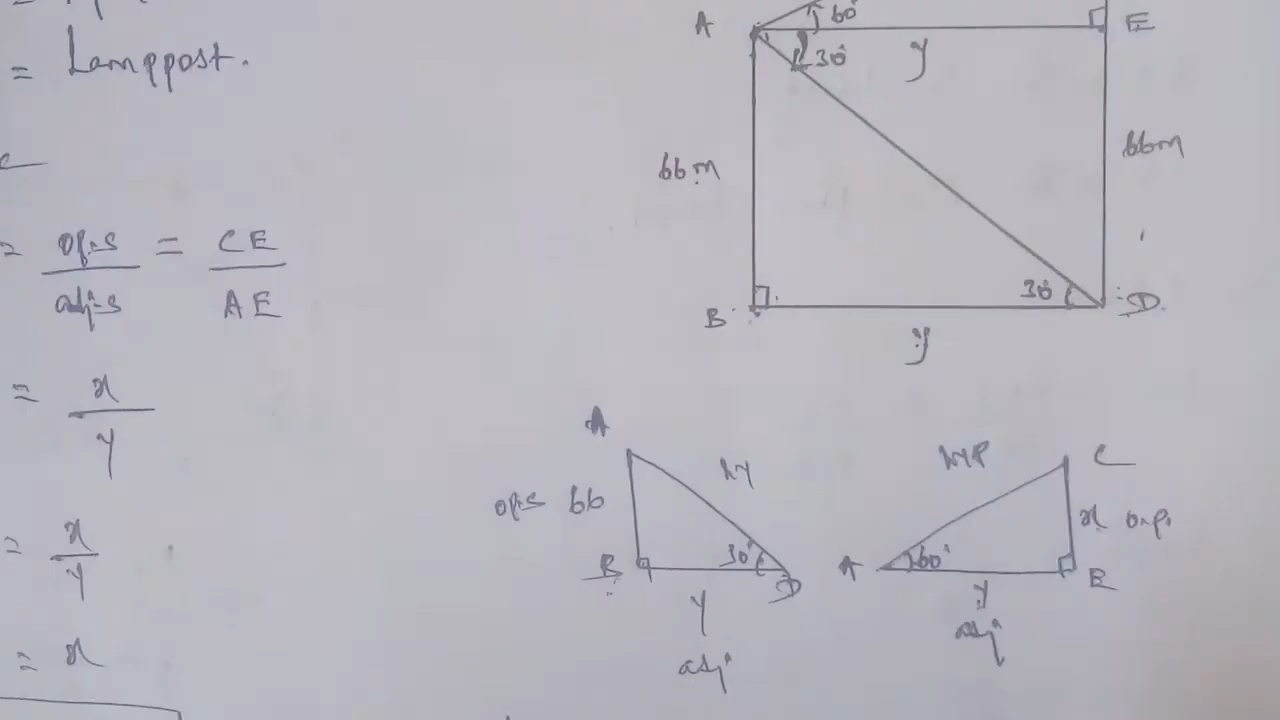 = Lamppost.
= opp.s = CE
adj-s AE
= x
y
= x
y
= x
A 60° E
30° y
66m 66m
30°
B D
y
A
opp.s 66 hy
B 30° D
y
adj
hyp C
x opp.
A 60° E
y
adj